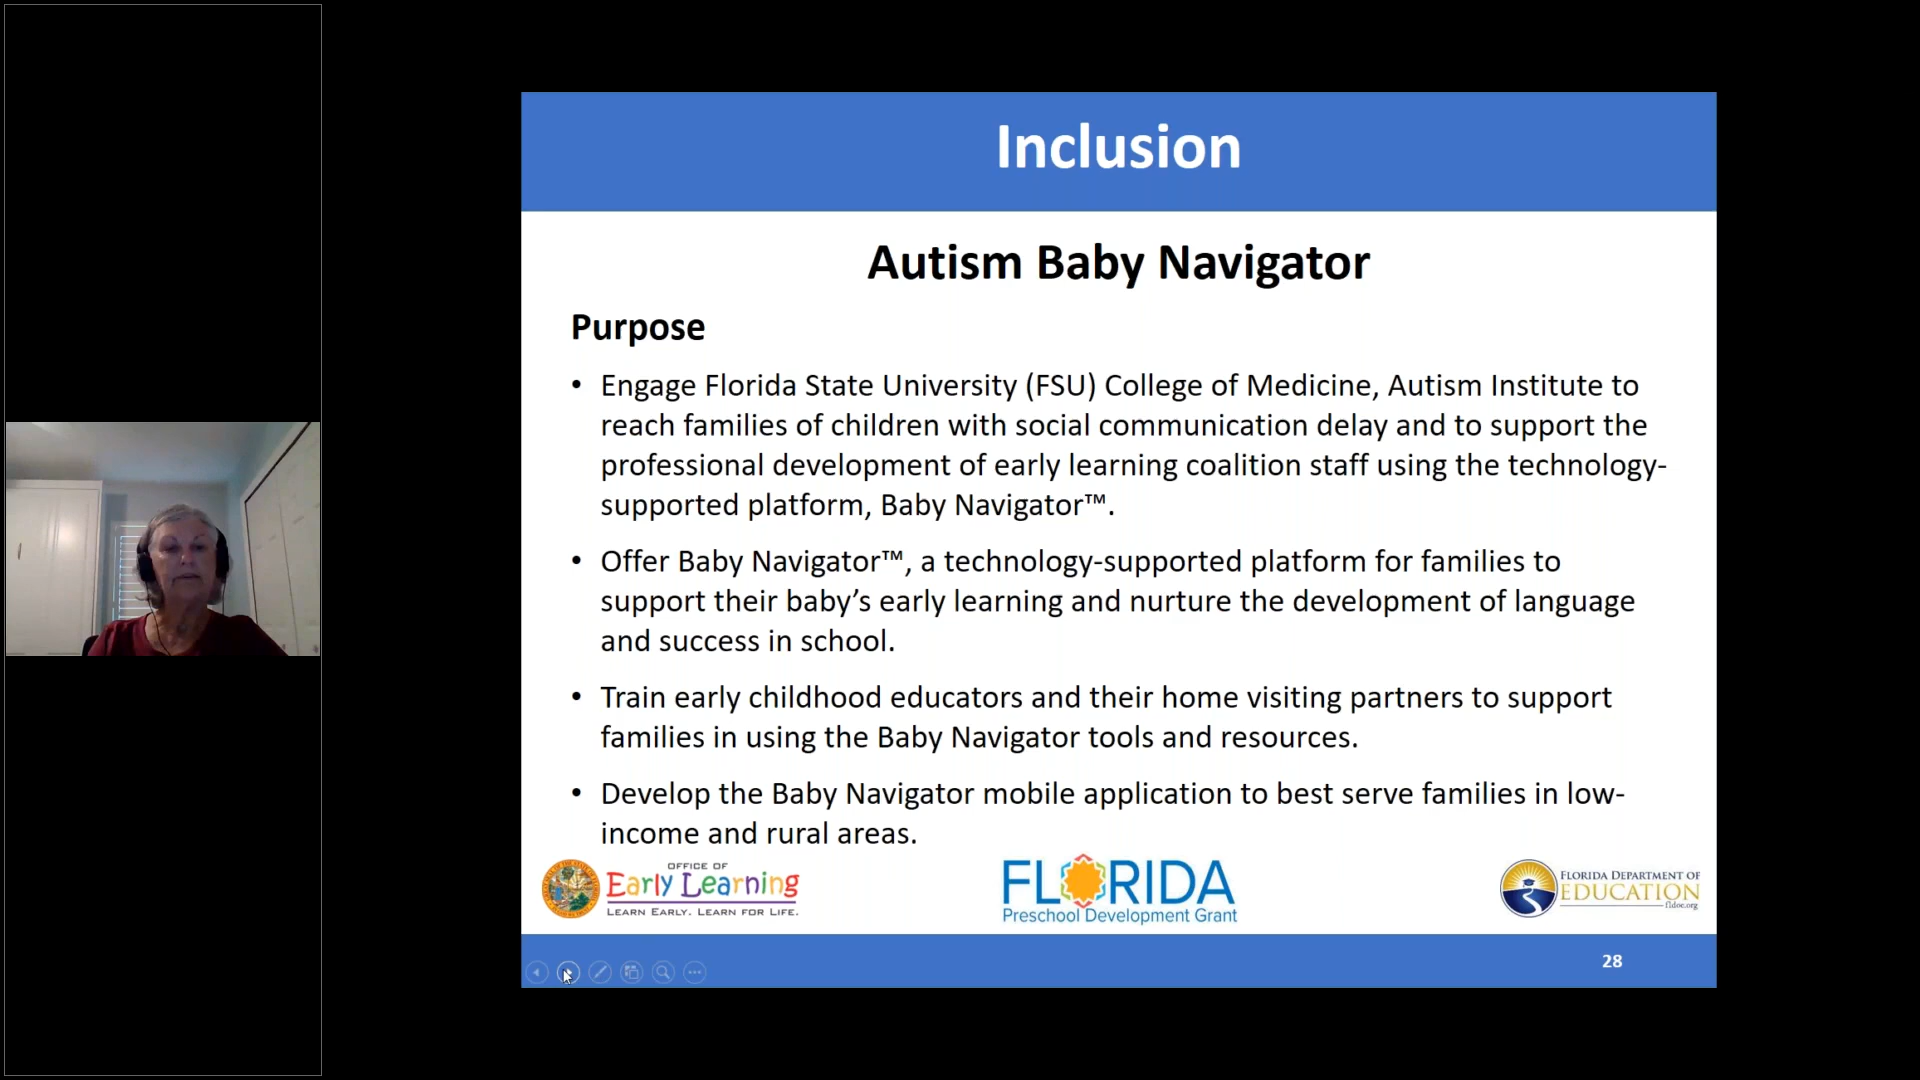 Inclusion
Autism Baby Navigator
Purpose
• Engage Florida State University (FSU) College of Medicine, Autism Institute to
reach families of children with social communication delay and to support the
professional development of early learning coalition staff using the technology-
supported platform, Baby Navigator™.
• Offer Baby Navigator™, a technology-supported platform for families to
support their baby’s early learning and nurture the development of language
and success in school.
• Train early childhood educators and their home visiting partners to support
families in using the Baby Navigator tools and resources.
• Develop the Baby Navigator mobile application to best serve families in low-
income and rural areas.
OFFICE OF
Early Learning
LEARN EARLY. LEARN FOR LIFE.
FLORIDA
Preschool Development Grant
FLORIDA DEPARTMENT OF
EDUCATION
fldoe.org
28